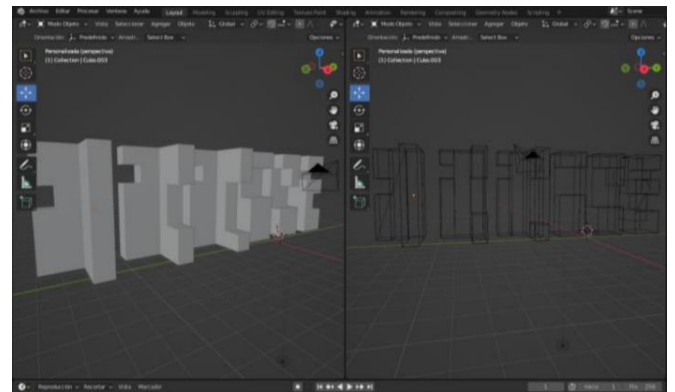 Archivo Editar Procesar Ventana Ayuda Layout Modeling Sculpting UV Editing Texture Paint Shading Animation Rendering Compositing Geometry Nodes Scripting + Scene
Modo Objeto Vista Seleccionar Agregar Objeto Global
Orientación: Predefinido Select Box Opciones
Personalizada (perspectiva)
(1) Collection | Cube.003
Modo Objeto Vista Seleccionar Agregar Objeto Global
Orientación: Predefinido Select Box Opciones
Personalizada (perspectiva)
(1) Collection | Cube.003
Reproducción Recortar Vista Marcador 1 Inicio 1 Fin 250